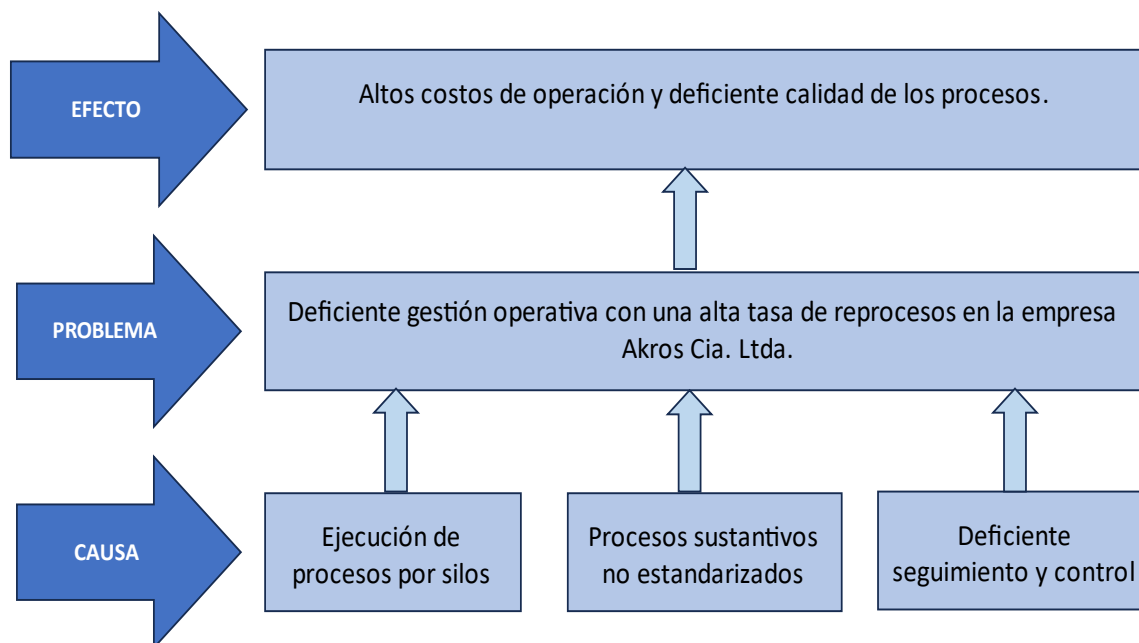 EFECTO
Altos costos de operación y deficiente calidad de los procesos.
PROBLEMA
Deficiente gestión operativa con una alta tasa de reprocesos en la empresa
Akros Cia. Ltda.
CAUSA
Ejecución de
procesos por silos
Procesos sustantivos
no estandarizados
Deficiente
seguimiento y control